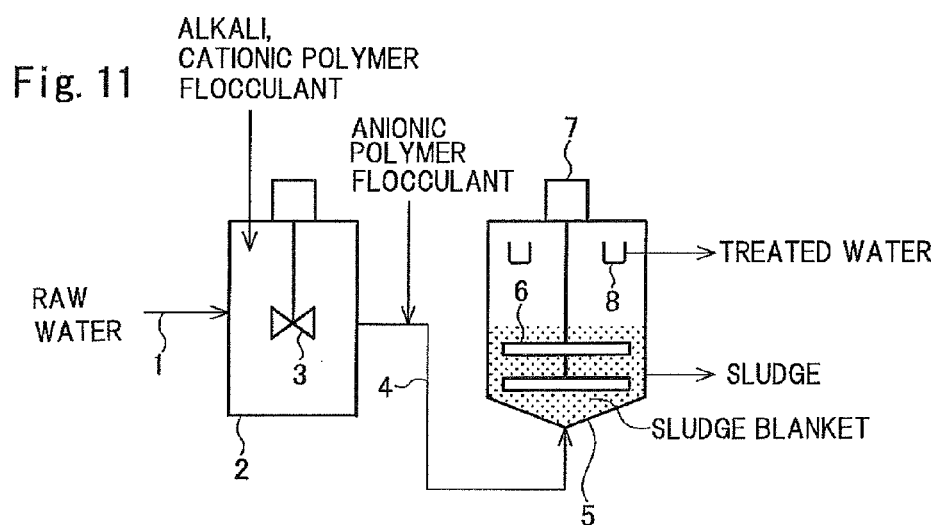 Fig. 11
ALKALI,
CATIONIC POLYMER
FLOCCULANT
ANIONIC
POLYMER
FLOCCULANT
7
TREATED WATER
6
8
RAW
WATER
1
3
4
SLUDGE
SLUDGE BLANKET
2
5